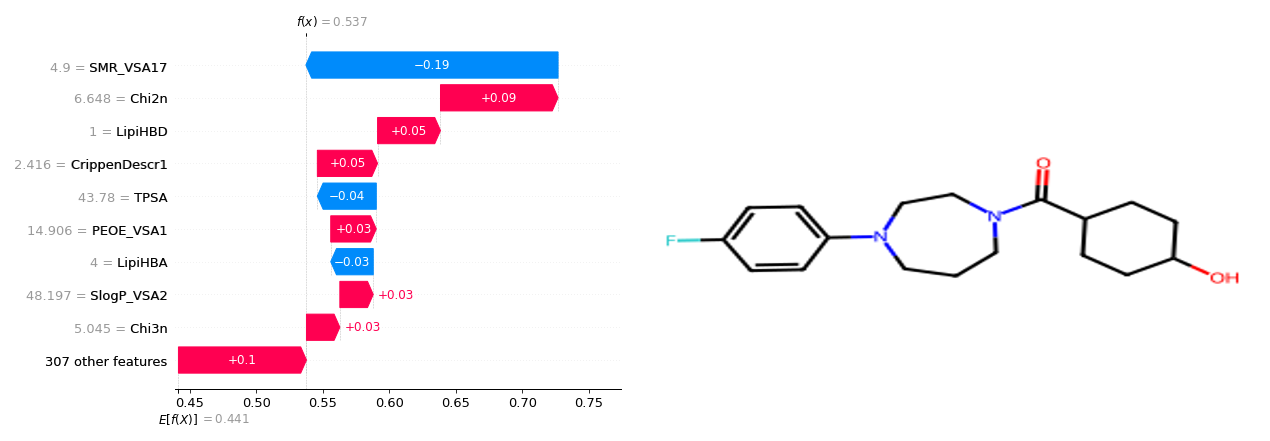 f(x) = 0.537
4.9 = SMR_VSA17
−0.19
6.648 = Chi2n
+0.09
1 = LipiHBD
+0.05
2.416 = CrippenDescr1
+0.05
43.78 = TPSA
−0.04
14.906 = PEOE_VSA1
+0.03
4 = LipiHBA
−0.03
48.197 = SlogP_VSA2
+0.03
5.045 = Chi3n
+0.03
307 other features
+0.1
0.45 0.50 0.55 0.60 0.65 0.70 0.75
E[f(X)] = 0.441
O
N
N
F
OH